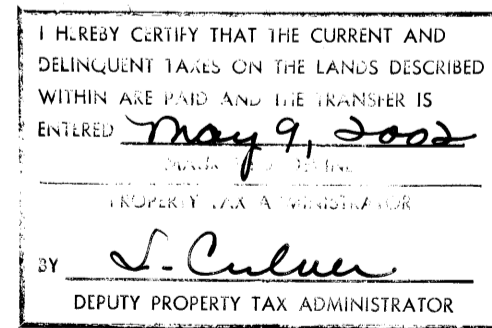 I HEREBY CERTIFY THAT THE CURRENT AND
DELINQUENT TAXES ON THE LANDS DESCRIBED
WITHIN ARE PAID AND THE TRANSFER IS
ENTERED May 9, 2002
PROPERTY TAX ADMINISTRATOR
BY S. Culver
DEPUTY PROPERTY TAX ADMINISTRATOR